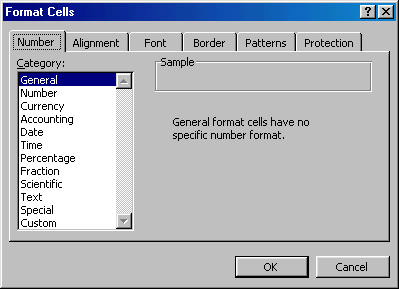 Format Cells
Number Alignment Font Border Patterns Protection
Category:
Sample
General
Number
Currency
Accounting
Date
Time
Percentage
Fraction
Scientific
Text
Special
Custom
General format cells have no
specific number format.
OK Cancel